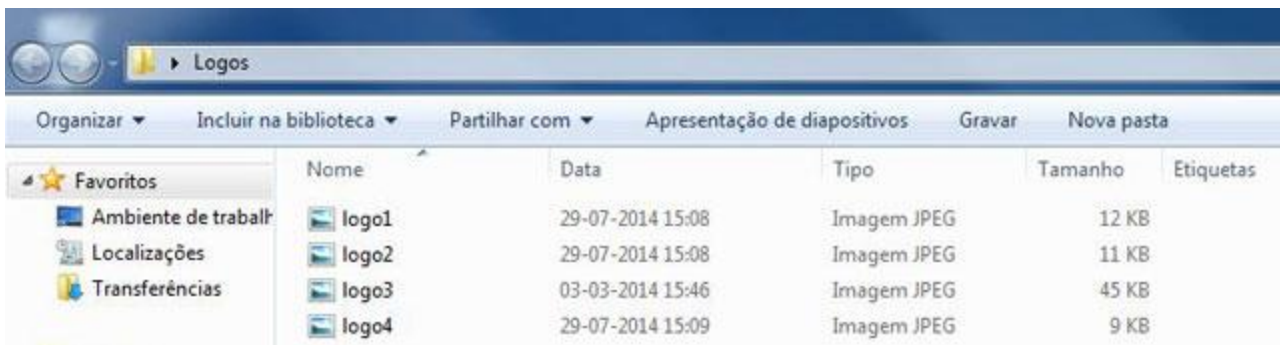 Logos
Organizar Incluir na biblioteca Partilhar com Apresentação de diapositivos Gravar Nova pasta
Favoritos Nome Data Tipo Tamanho Etiquetas
Ambiente de trabalh logo1 29-07-2014 15:08 Imagem JPEG 12 KB
Localizações logo2 29-07-2014 15:08 Imagem JPEG 11 KB
Transferências logo3 03-03-2014 15:46 Imagem JPEG 45 KB
logo4 29-07-2014 15:09 Imagem JPEG 9 KB